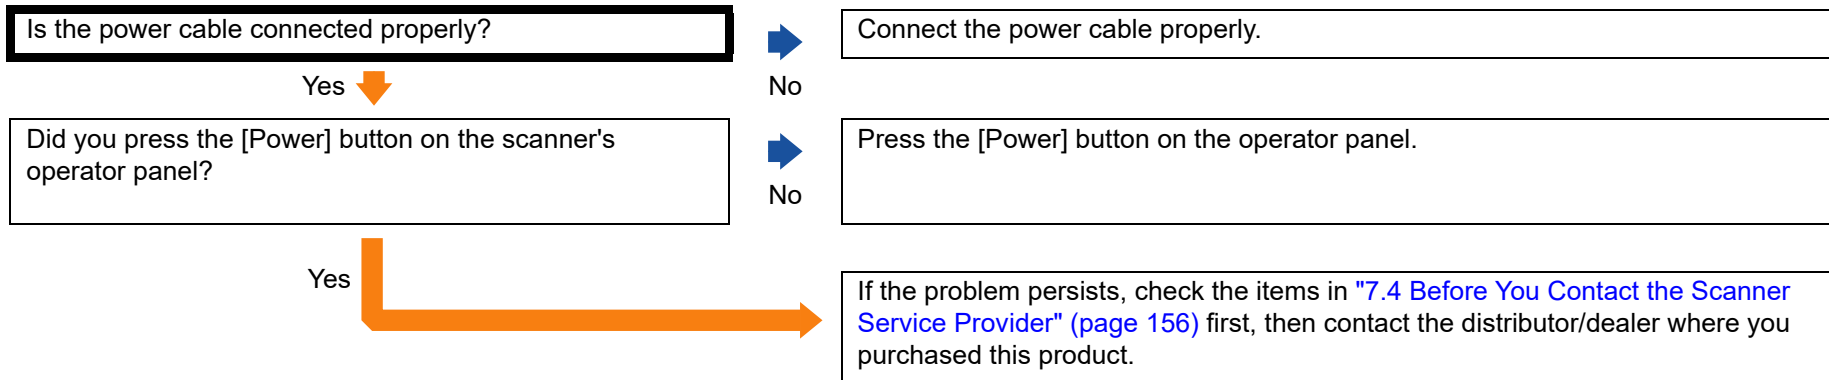 Is the power cable connected properly?
Connect the power cable properly.
Yes
No
Did you press the [Power] button on the scanner's
operator panel?
Press the [Power] button on the operator panel.
No
Yes
If the problem persists, check the items in "7.4 Before You Contact the Scanner
Service Provider" (page 156) first, then contact the distributor/dealer where you
purchased this product.